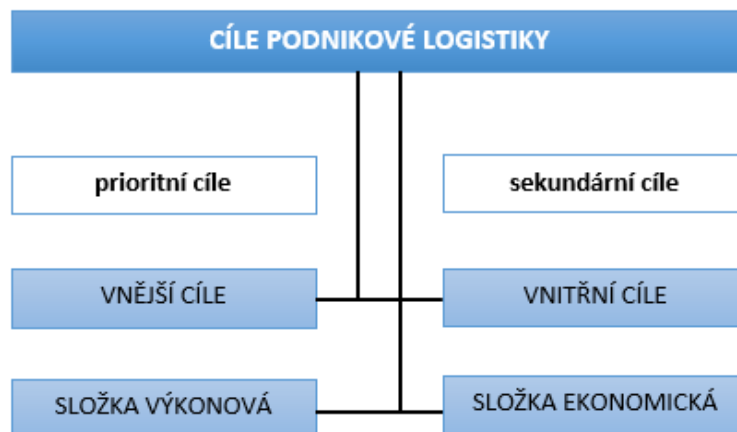 CÍLE PODNIKOVÉ LOGISTIKY
prioritní cíle
sekundární cíle
VNĚJŠÍ CÍLE
VNITŘNÍ CÍLE
SLOŽKA VÝKONOVÁ
SLOŽKA EKONOMICKÁ